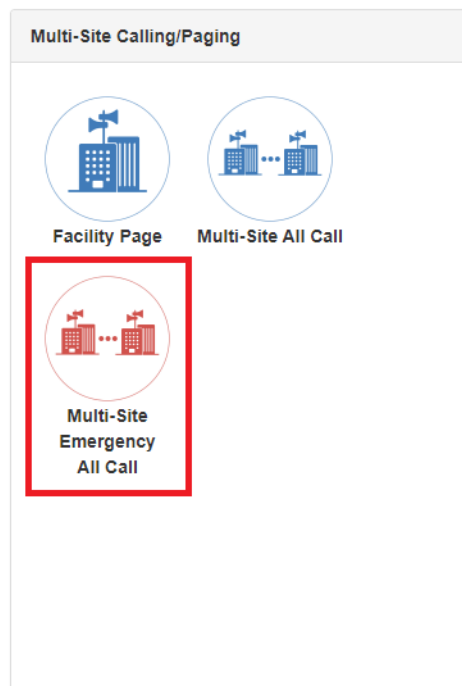 Multi-Site Calling/Paging
Facility Page
Multi-Site All Call
Multi-Site
Emergency
All Call